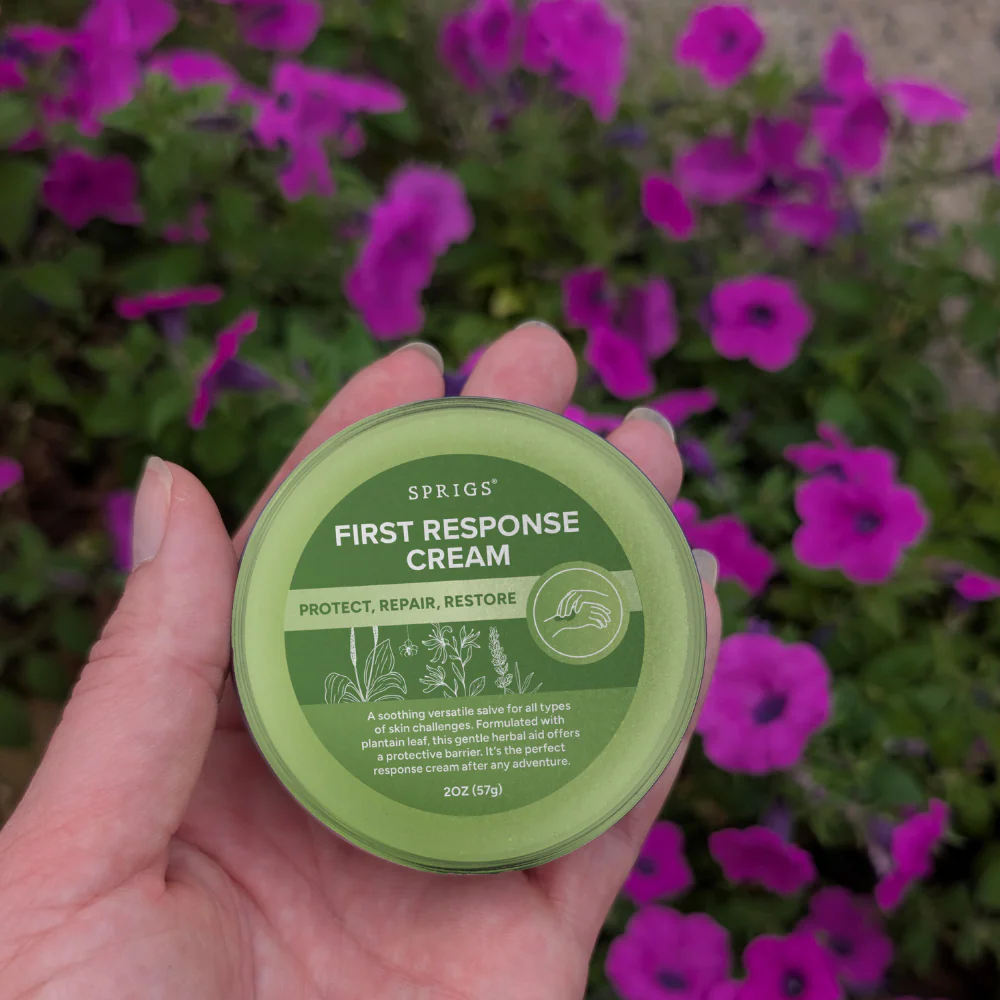 SPRIGS®
FIRST RESPONSE
CREAM
PROTECT, REPAIR, RESTORE
A soothing versatile salve for all types
of skin challenges. Formulated with
plantain leaf, this gentle herbal aid offers
a protective barrier. It's the perfect
response cream after any adventure.
2OZ (57g)